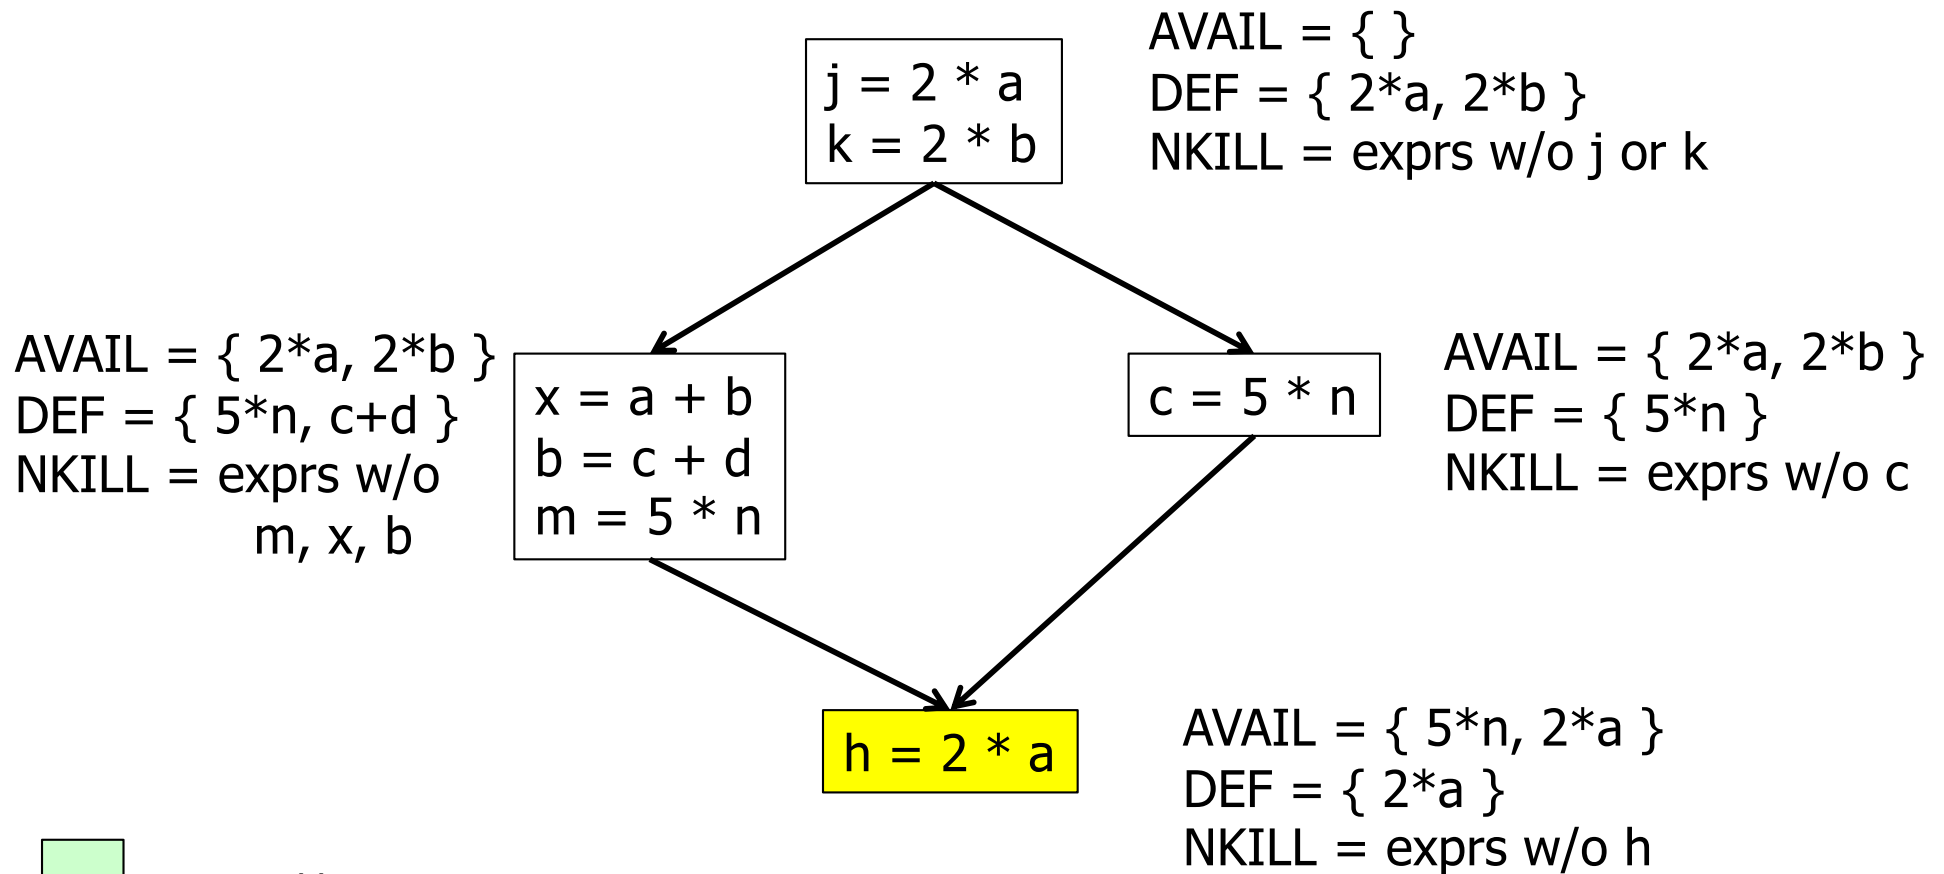 j = 2 * a
k = 2 * b
AVAIL = { }
DEF = { 2*a, 2*b }
NKILL = exprs w/o j or k
AVAIL = { 2*a, 2*b }
DEF = { 5*n, c+d }
NKILL = exprs w/o
m, x, b
x = a + b
b = c + d
m = 5 * n
c = 5 * n
AVAIL = { 2*a, 2*b }
DEF = { 5*n }
NKILL = exprs w/o c
h = 2 * a
AVAIL = { 5*n, 2*a }
DEF = { 2*a }
NKILL = exprs w/o h